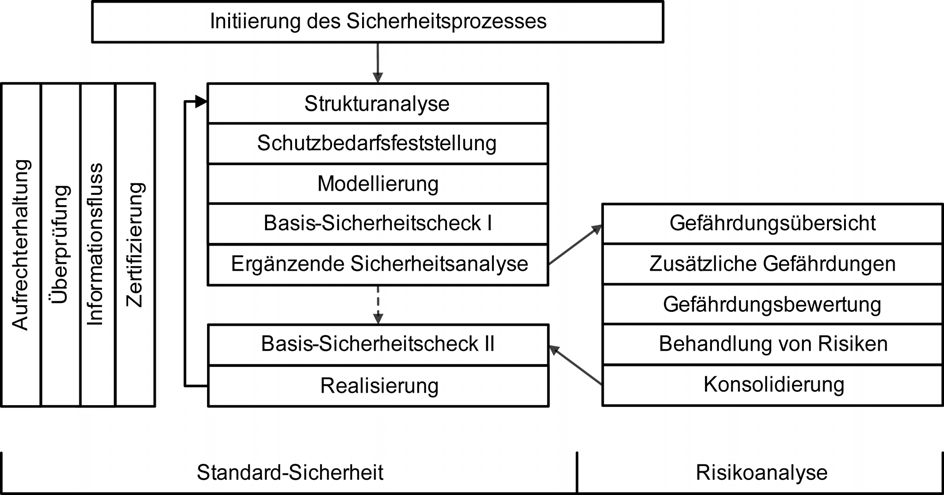 Initiierung des Sicherheitsprozesses
Aufrechterhaltung
Überprüfung
Informationsfluss
Zertifizierung
Strukturanalyse
Schutzbedarfsfeststellung
Modellierung
Basis-Sicherheitscheck I
Ergänzende Sicherheitsanalyse
Basis-Sicherheitscheck II
Realisierung
Gefährdungsübersicht
Zusätzliche Gefährdungen
Gefährdungsbewertung
Behandlung von Risiken
Konsolidierung
Standard-Sicherheit
Risikoanalyse